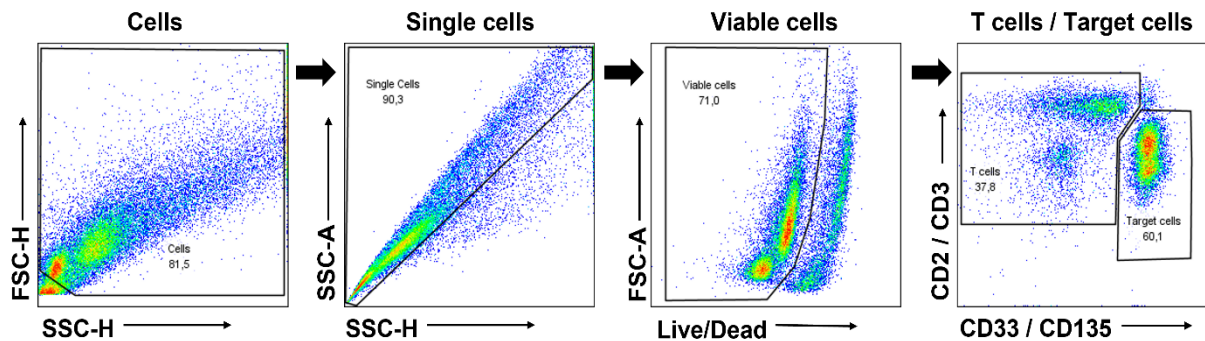 Cells
Single cells
Viable cells
T cells / Target cells
FSC-H
Cells
81,5
SSC-H
SSC-A
Single Cells
90,3
SSC-H
FSC-A
Viable cells
71,0
Live/Dead
CD2 / CD3
T cells
37,8
Target cells
60,1
CD33 / CD135